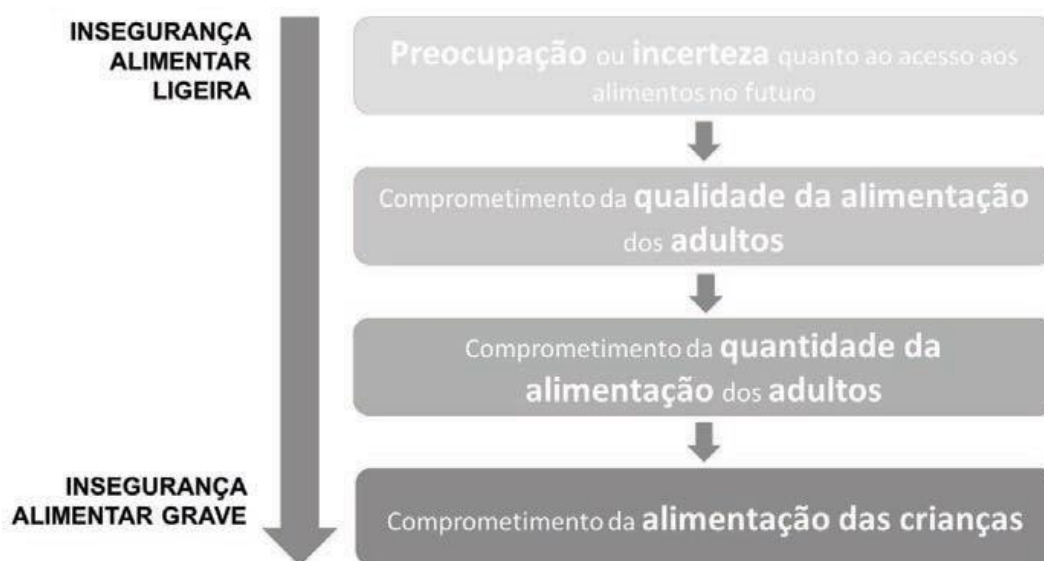 INSEGURANÇA
ALIMENTAR
LIGEIRA
Preocupação ou incerteza quanto ao acesso aos
alimentos no futuro
Comprometimento da qualidade da alimentação
dos adultos
Comprometimento da quantidade da
alimentação dos adultos
INSEGURANÇA
ALIMENTAR GRAVE
Comprometimento da alimentação das crianças